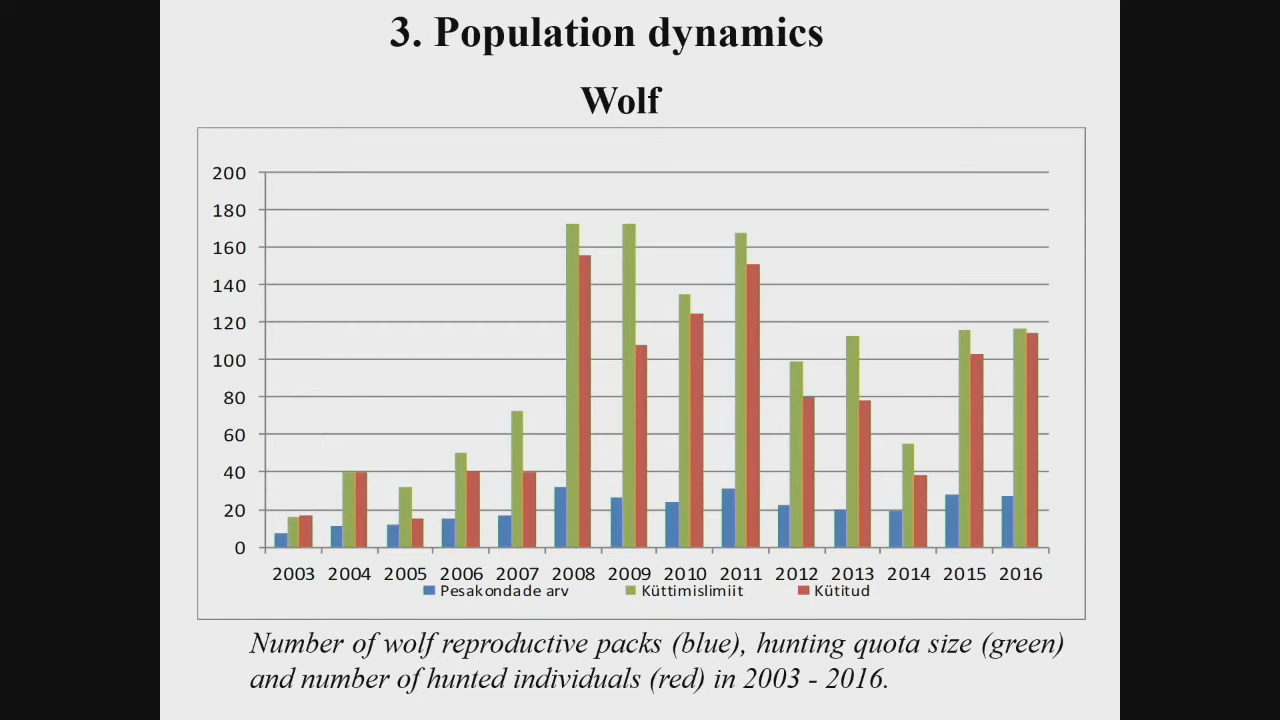 3. Population dynamics
Wolf
200
180
160
140
120
100
80
60
40
20
0
2003 2004 2005 2006 2007 2008 2009 2010 2011 2012 2013 2014 2015 2016
Pesakondade arv Küttimislimiit Kütitud
Number of wolf reproductive packs (blue), hunting quota size (green)
and number of hunted individuals (red) in 2003 - 2016.